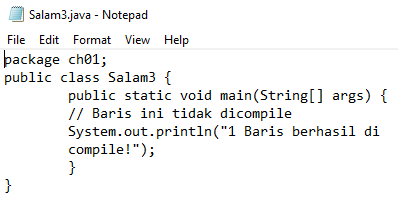 Salam3.java - Notepad
File Edit Format View Help
package ch01;
public class Salam3 {
public static void main(String[] args) {
// Baris ini tidak dicompile
System.out.println("1 Baris berhasil di
compile!");
}
}